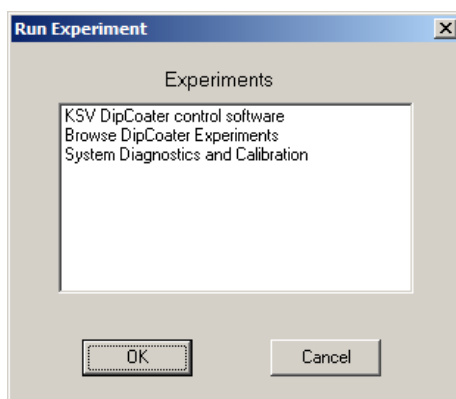 Run Experiment
Experiments
KSV DipCoater control software
Browse DipCoater Experiments
System Diagnostics and Calibration
OK
Cancel